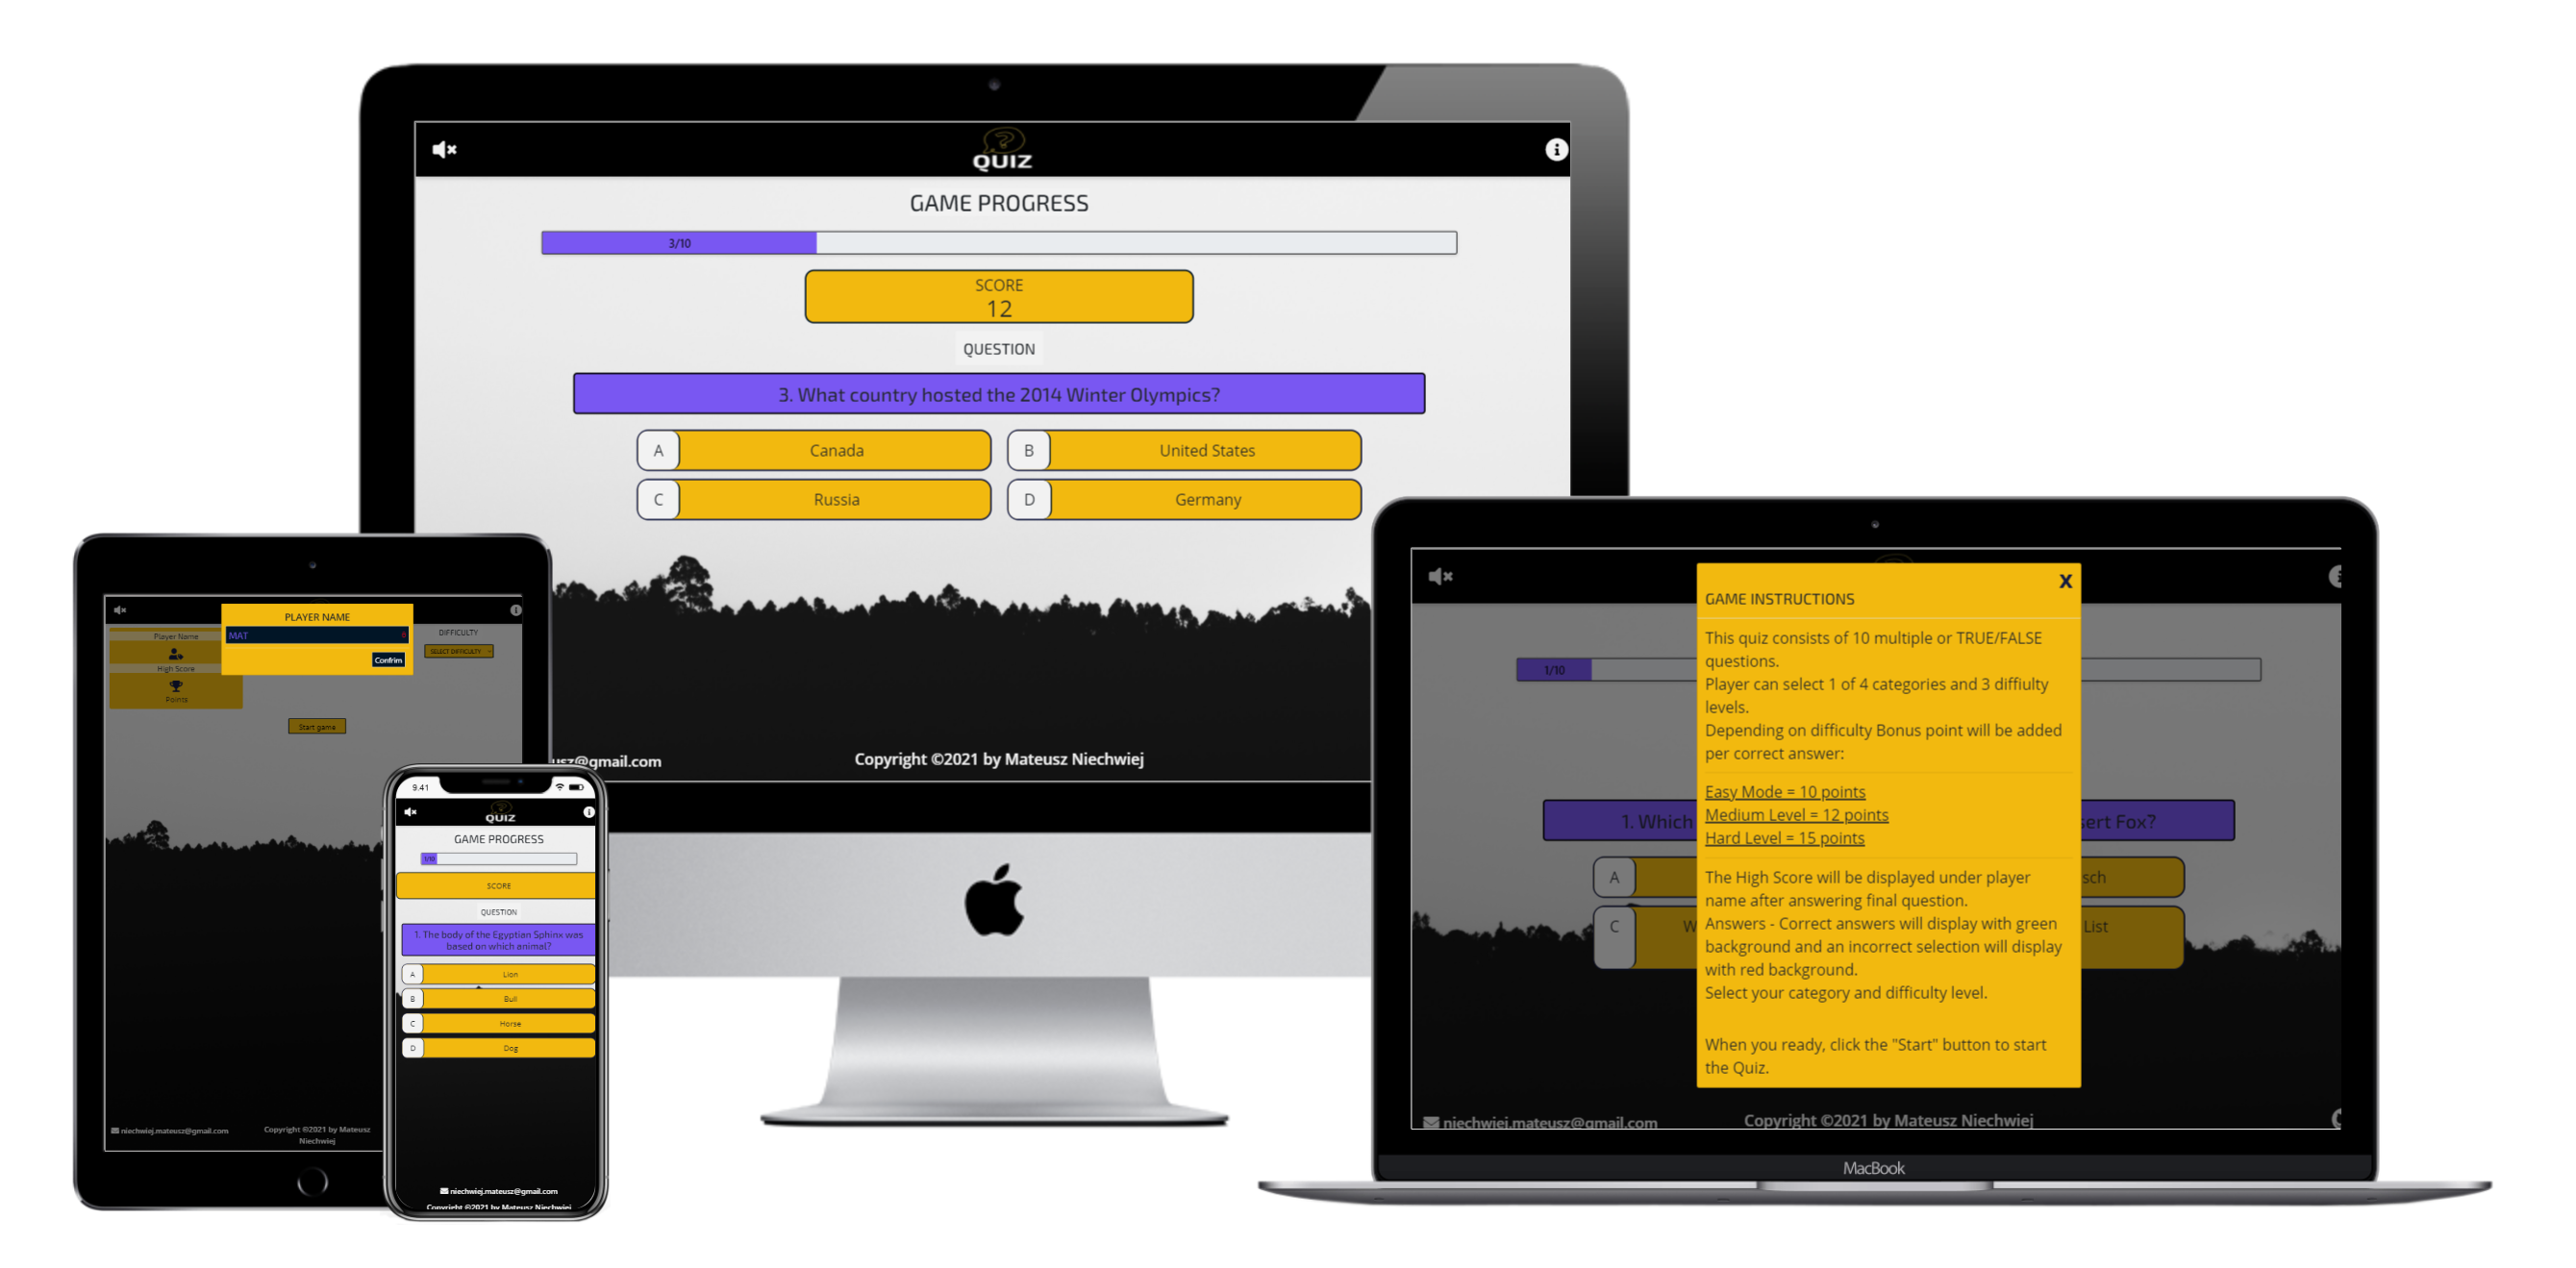 QUIZ
GAME PROGRESS
3/10
SCORE
12
QUESTION
3. What country hosted the 2014 Winter Olympics?
A Canada
B United States
C Russia
D Germany
usz@gmail.com
Copyright ©2021 by Mateusz Niechwiej
PLAYER NAME
MAT 0
Confrim
Player Name
High Score
Points
DIFFICULTY
SELECT DIFFICULTY
Start game
niechwiej.mateusz@gmail.com
Copyright ©2021 by Mateusz
Niechwiej
9.41
QUIZ
GAME PROGRESS
1/10
SCORE
QUESTION
1. The body of the Egyptian Sphinx was
based on which animal?
A Lion
B Bull
C Horse
D Dog
niechwiej.mateusz@gmail.com
Copyright ©2021 by Mateusz Niechwiej
X
GAME INSTRUCTIONS
This quiz consists of 10 multiple or TRUE/FALSE
questions.
Player can select 1 of 4 categories and 3 diffiulty
levels.
Depending on difficulty Bonus point will be added
per correct answer:
Easy Mode = 10 points
Medium Level = 12 points
Hard Level = 15 points
The High Score will be displayed under player
name after answering final question.
Answers - Correct answers will display with green
background and an incorrect selection will display
with red background.
Select your category and difficulty level.
When you ready, click the "Start" button to start
the Quiz.
1/10
1. Which sert Fox?
A sch
C W List
niechwiej.mateusz@gmail.com
Copyright ©2021 by Mateusz Niechwiej
MacBook